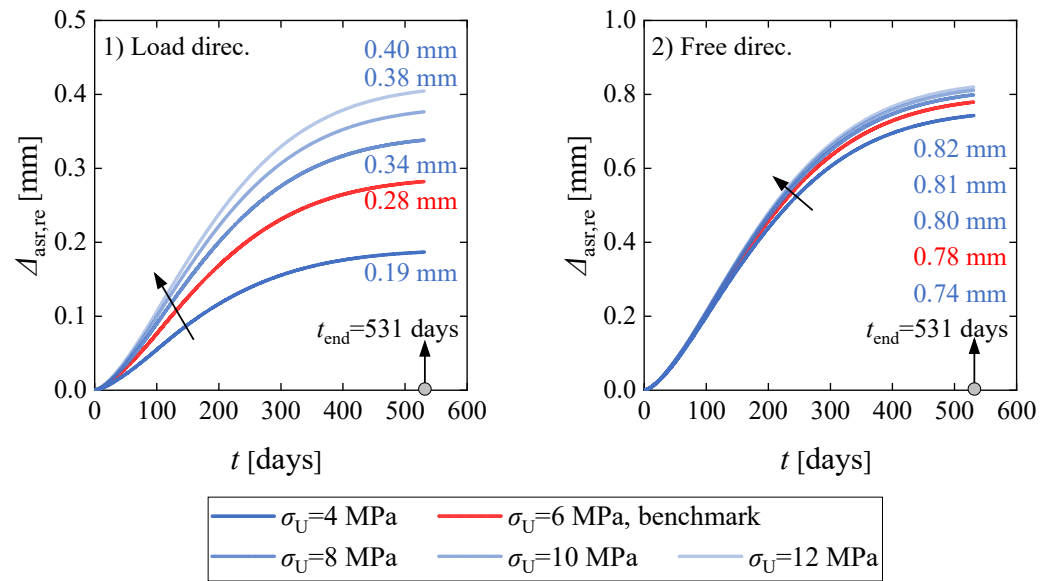 1) Load direc.
0.40 mm
0.38 mm
0.34 mm
0.28 mm
0.19 mm
t_end=531 days
0.5
0.4
0.3
0.2
0.1
0.0
0 100 200 300 400 500 600
Δasr,re [mm]
t [days]
2) Free direc.
0.82 mm
0.81 mm
0.80 mm
0.78 mm
0.74 mm
t_end=531 days
1.0
0.8
0.6
0.4
0.2
0.0
0 100 200 300 400 500 600
Δasr,re [mm]
t [days]
σU=4 MPa σU=6 MPa, benchmark
σU=8 MPa σU=10 MPa σU=12 MPa